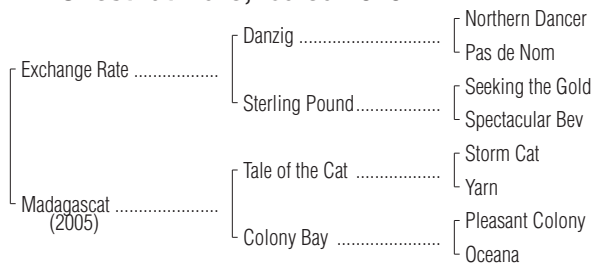 Northern Dancer
Danzig ................................
Pas de Nom
Exchange Rate ...................
Seeking the Gold
Sterling Pound...................
Spectacular Bev
Storm Cat
Tale of the Cat ...................
Yarn
Madagascat .......................
(2005)
Pleasant Colony
Colony Bay .......................
Oceana